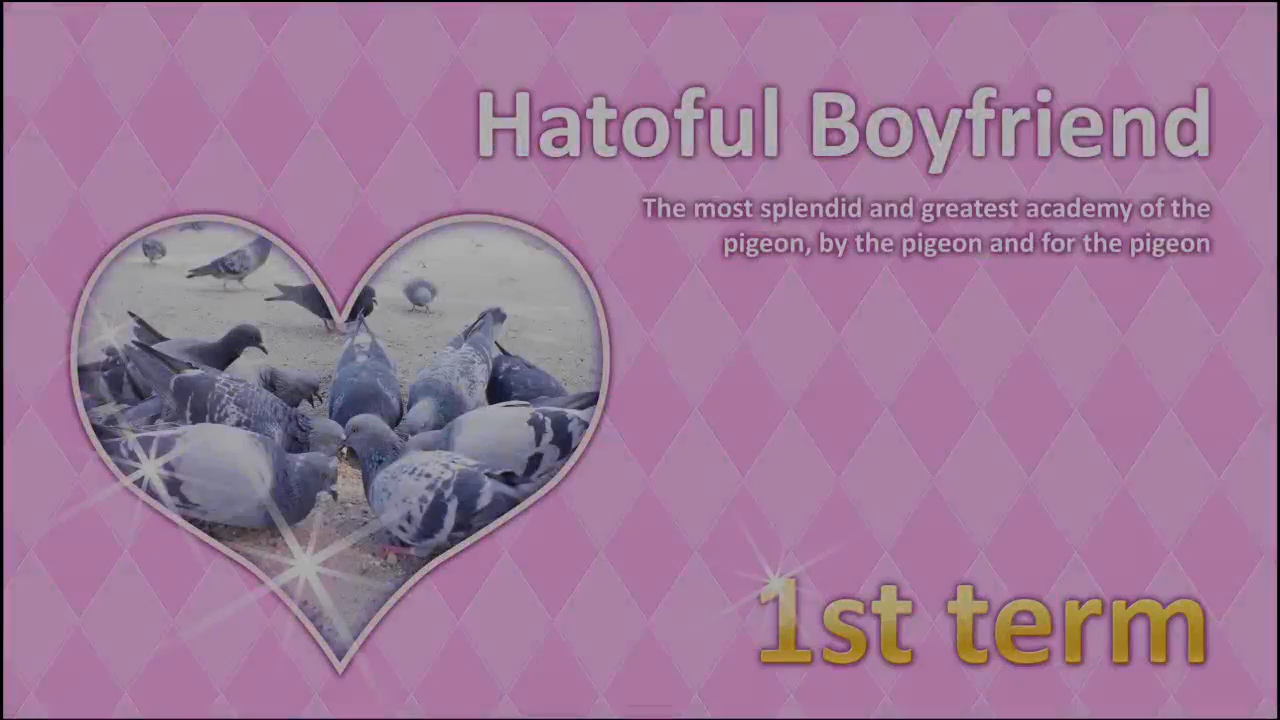 Hatoful Boyfriend
The most splendid and greatest academy of the
pigeon, by the pigeon and for the pigeon
1st term